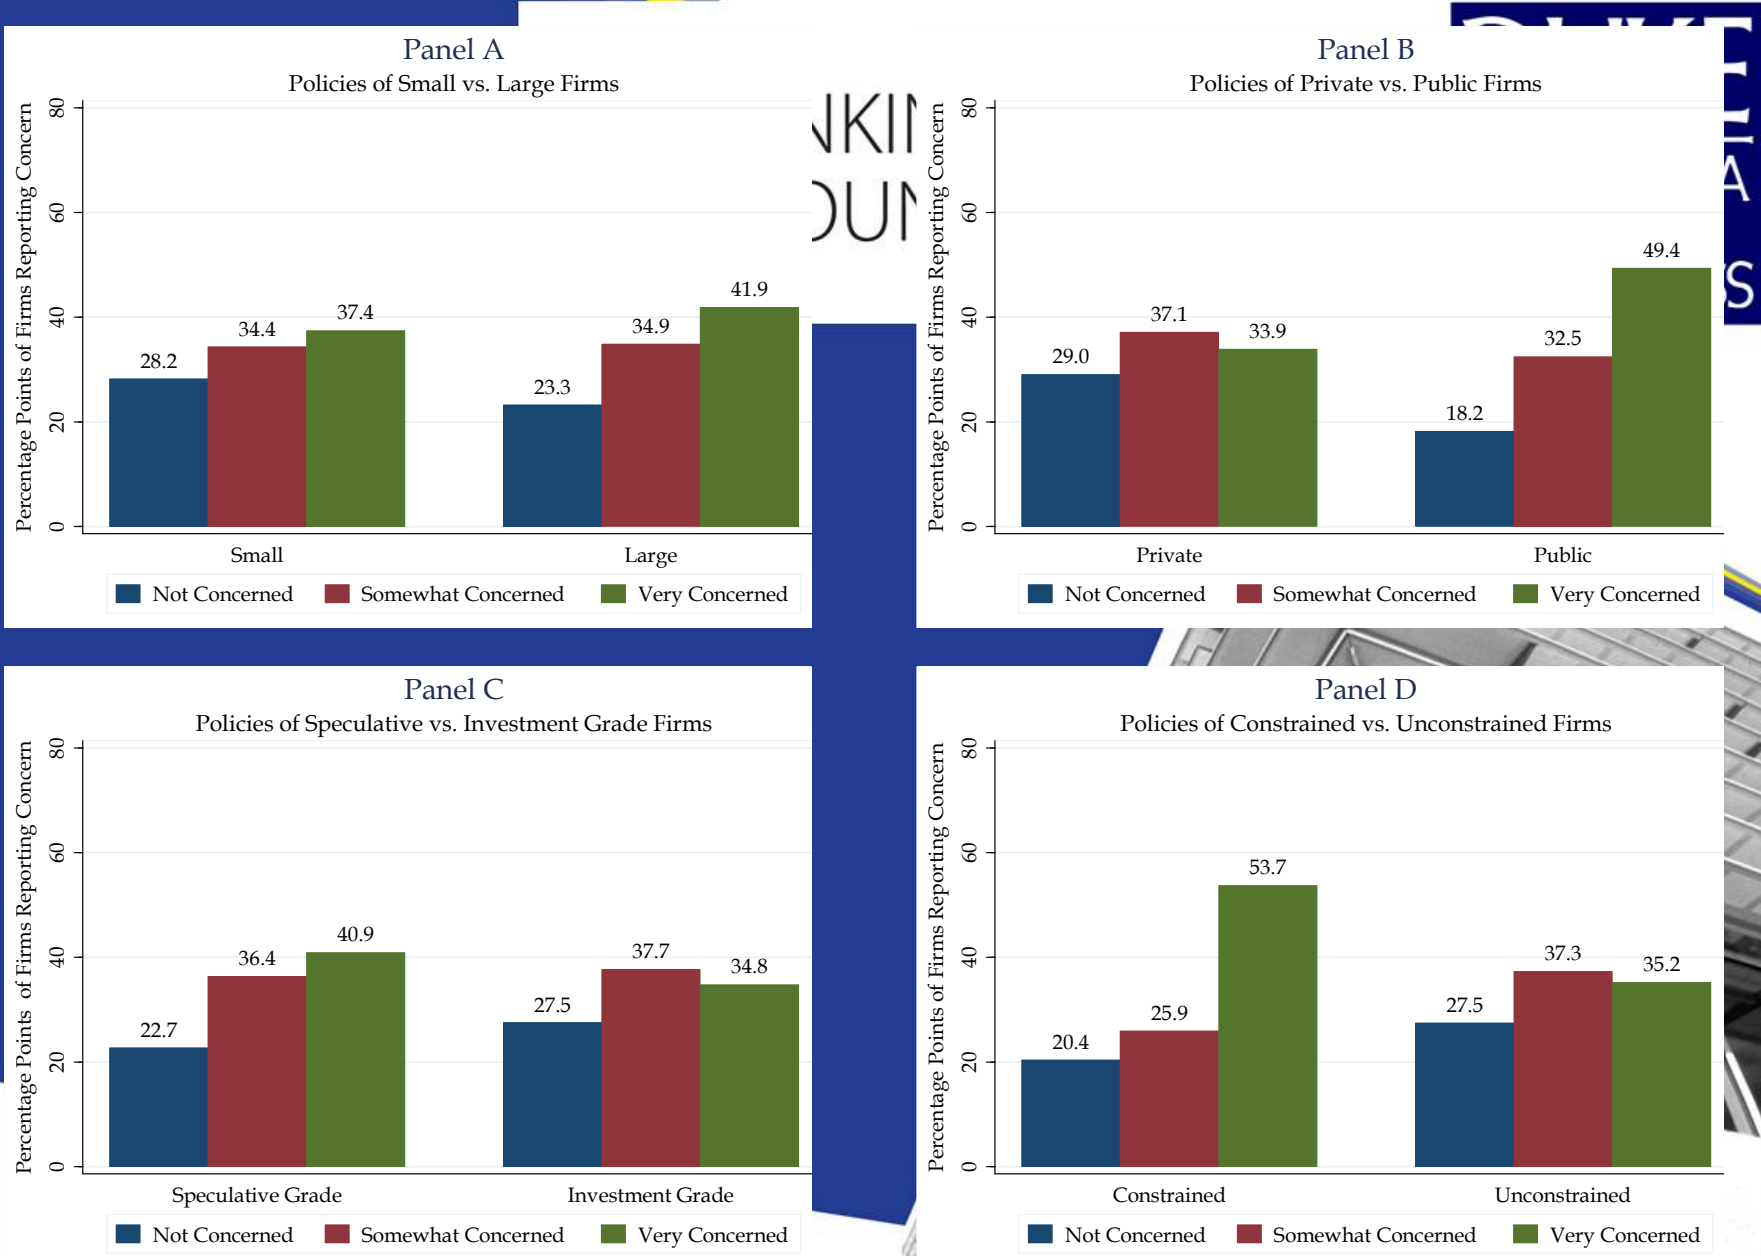 Panel A
Policies of Small vs. Large Firms
Percentage Points of Firms Reporting Concern
80
60
40
20
0
28.2
34.4
37.4
23.3
34.9
41.9
Small
Large
Not Concerned
Somewhat Concerned
Very Concerned
Panel B
Policies of Private vs. Public Firms
Percentage Points of Firms Reporting Concern
80
60
40
20
0
29.0
37.1
33.9
18.2
32.5
49.4
Private
Public
Not Concerned
Somewhat Concerned
Very Concerned
Panel C
Policies of Speculative vs. Investment Grade Firms
Percentage Points of Firms Reporting Concern
80
60
40
20
0
22.7
36.4
40.9
27.5
37.7
34.8
Speculative Grade
Investment Grade
Not Concerned
Somewhat Concerned
Very Concerned
Panel D
Policies of Constrained vs. Unconstrained Firms
Percentage Points of Firms Reporting Concern
80
60
40
20
0
20.4
25.9
53.7
27.5
37.3
35.2
Constrained
Unconstrained
Not Concerned
Somewhat Concerned
Very Concerned